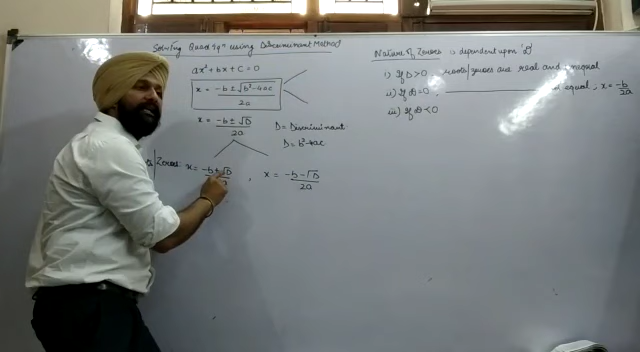 Solving Quad Eqn using Discriminant Method
ax² + bx + c = 0
x = -b ± √b²-4ac
2a
x = -b ± √D
2a
D = Discriminant
D = b²-4ac
Zeros x = -b + √D , x = -b - √D
2a
Nature of Zeroes is dependent upon 'D'
i) If D > 0, roots/zeroes are real and unequal
ii) If D = 0, equal, x = -b
2a
iii) If D < 0